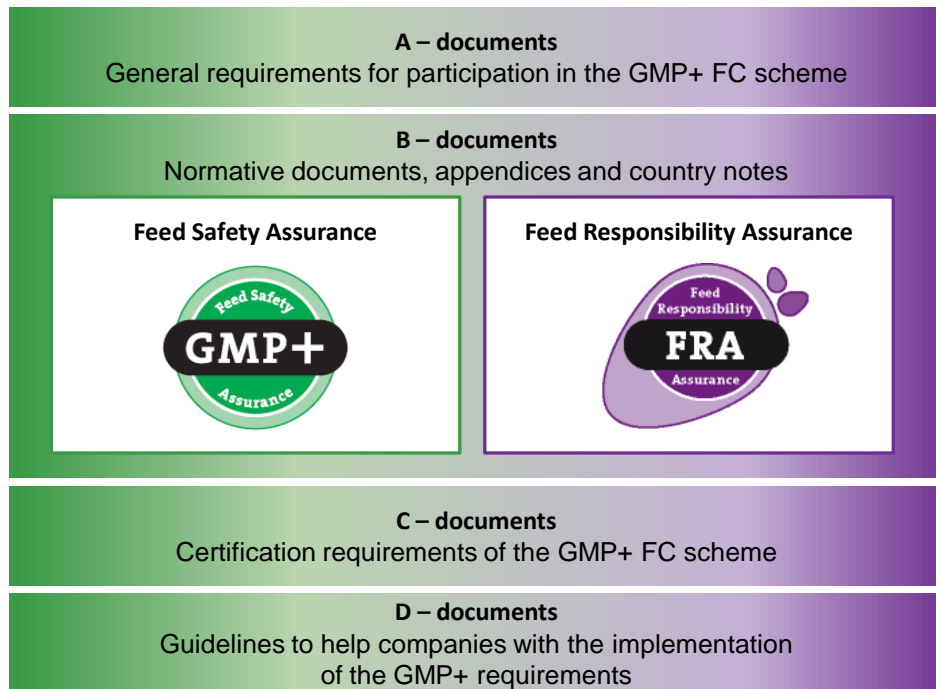 A – documents
General requirements for participation in the GMP+ FC scheme
B – documents
Normative documents, appendices and country notes
Feed Safety Assurance
Feed Safety
GMP+
Assurance
Feed Responsibility Assurance
Feed
Responsibility
FRA
Assurance
C – documents
Certification requirements of the GMP+ FC scheme
D – documents
Guidelines to help companies with the implementation
of the GMP+ requirements